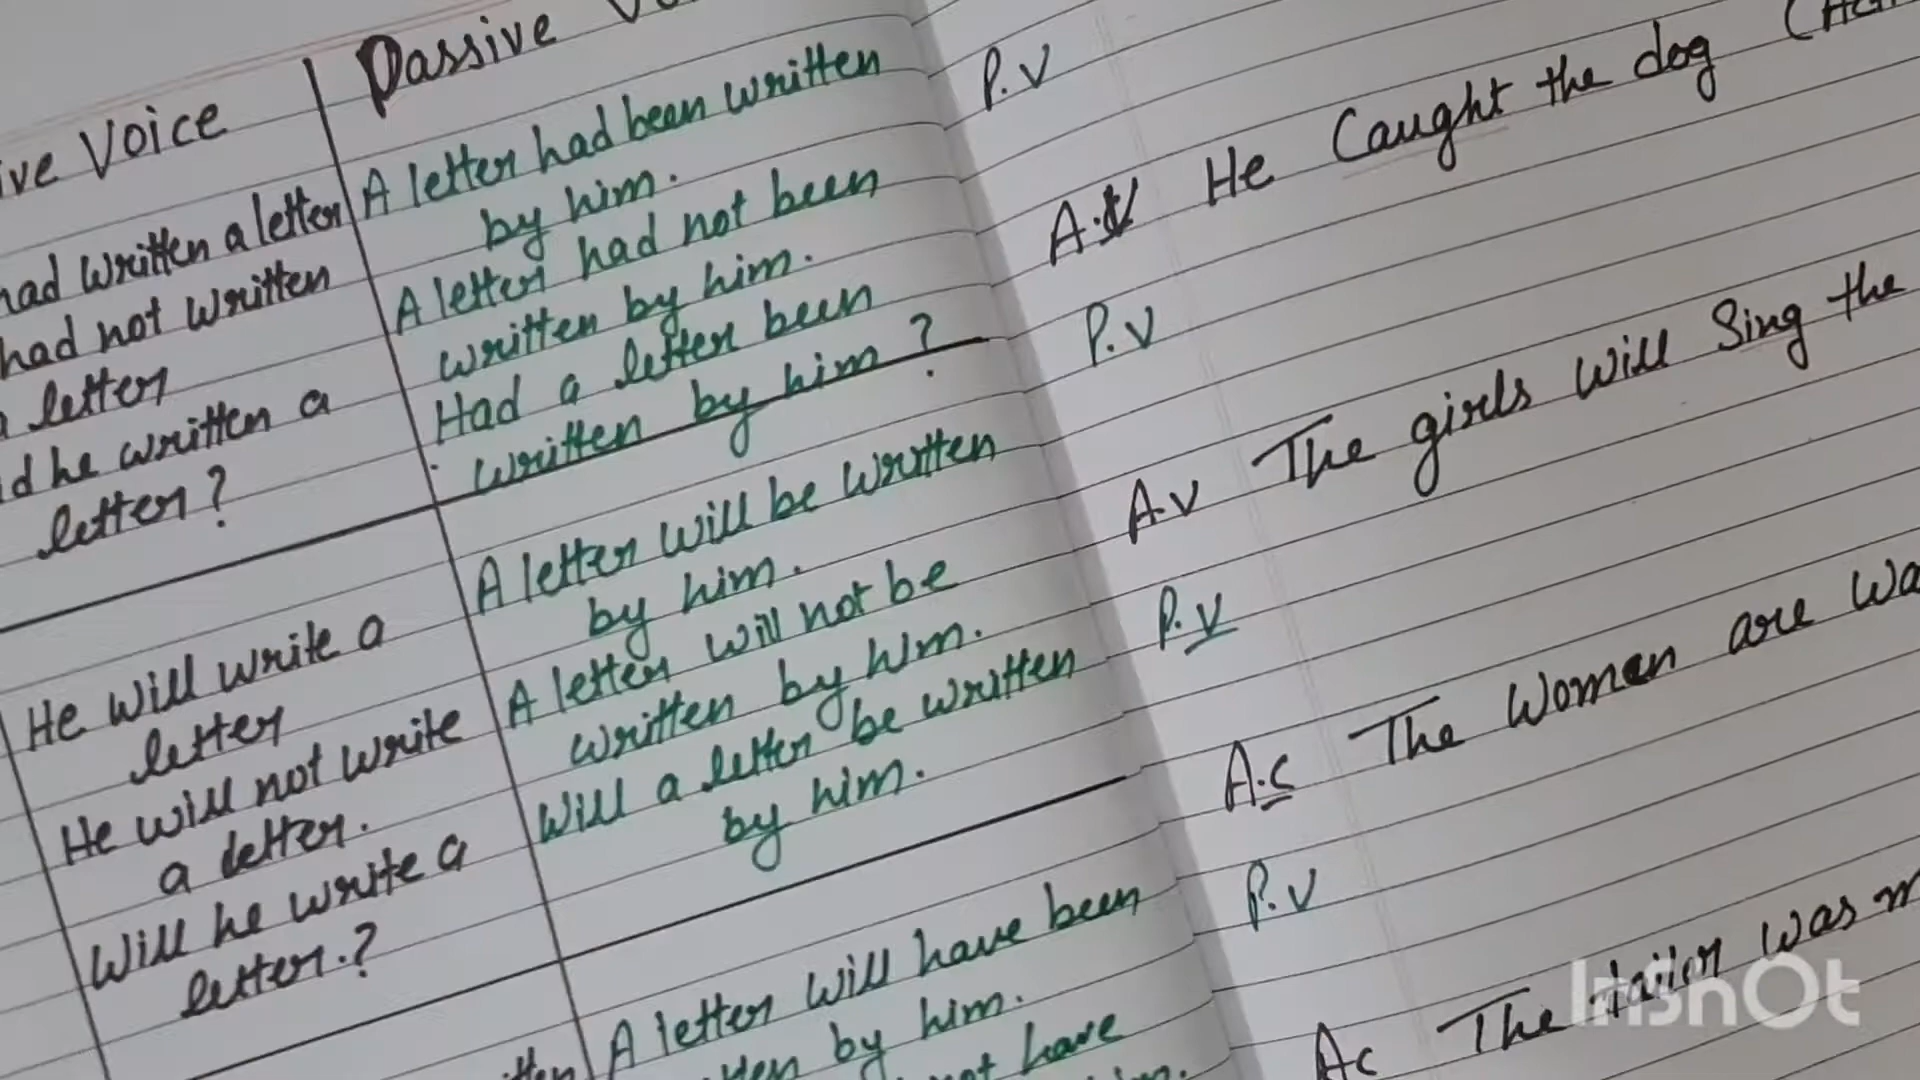 Voice
Passive
had written a letter
had not written
letter
he written a
letter ?
A letter had been written
by him.
A letter had not been
written by him.
Had a letter been
written by him ?
He will write a
letter
He will not write
a letter.
Will he write a
letter.?
A letter will be written
by him.
A letter will not be
written by him.
Will a letter be written
by him.
A letter will have been
by him.
have
P.V
A.V He Caught the dog
P.V
A.V The girls will Sing the
P.V
A.c The Women are
P.V
Ac The tailor was
InShOt